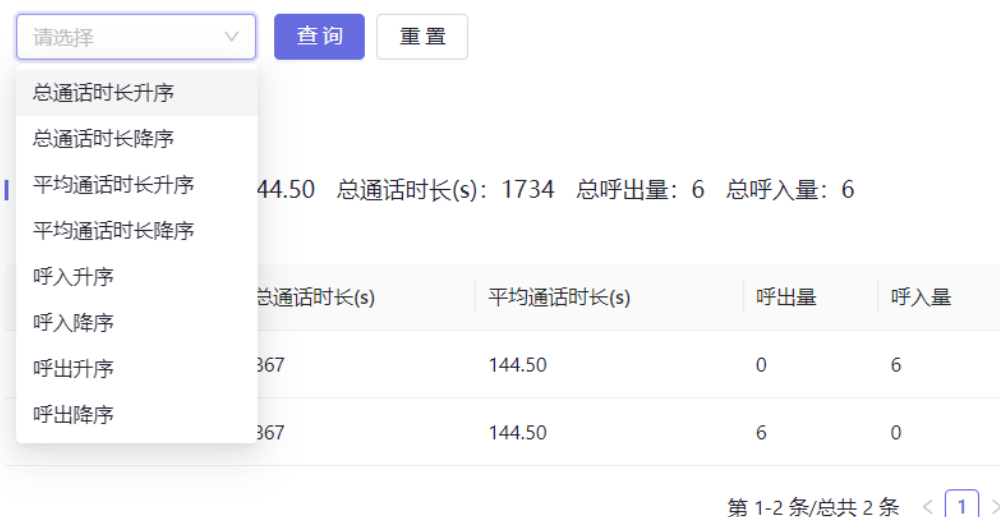 请选择 查询 重置
总通话时长升序
总通话时长降序
平均通话时长升序
平均通话时长降序
44.50 总通话时长(s)：1734 总呼出量：6 总呼入量：6
呼入升序
总通话时长(s) 平均通话时长(s) 呼出量 呼入量
呼入降序
呼出升序
867 144.50 0 6
呼出降序
867 144.50 6 0
第 1-2 条/总共 2 条 < 1 >